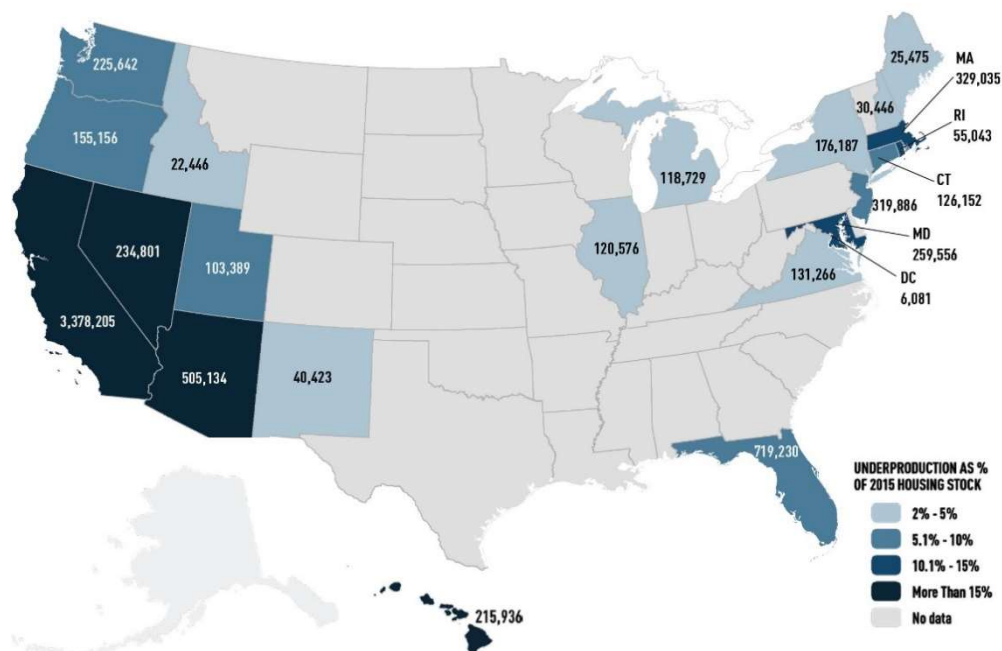 225,642
155,156
22,446
234,801
103,389
3,378,205
505,134
40,423
120,576
118,729
176,187
30,446
25,475
MA
329,035
RI
55,043
CT
126,152
319,886
MD
259,556
DC
6,081
131,266
719,230
215,936
UNDERPRODUCTION AS %
OF 2015 HOUSING STOCK
2% - 5%
5.1% - 10%
10.1% - 15%
More Than 15%
No data